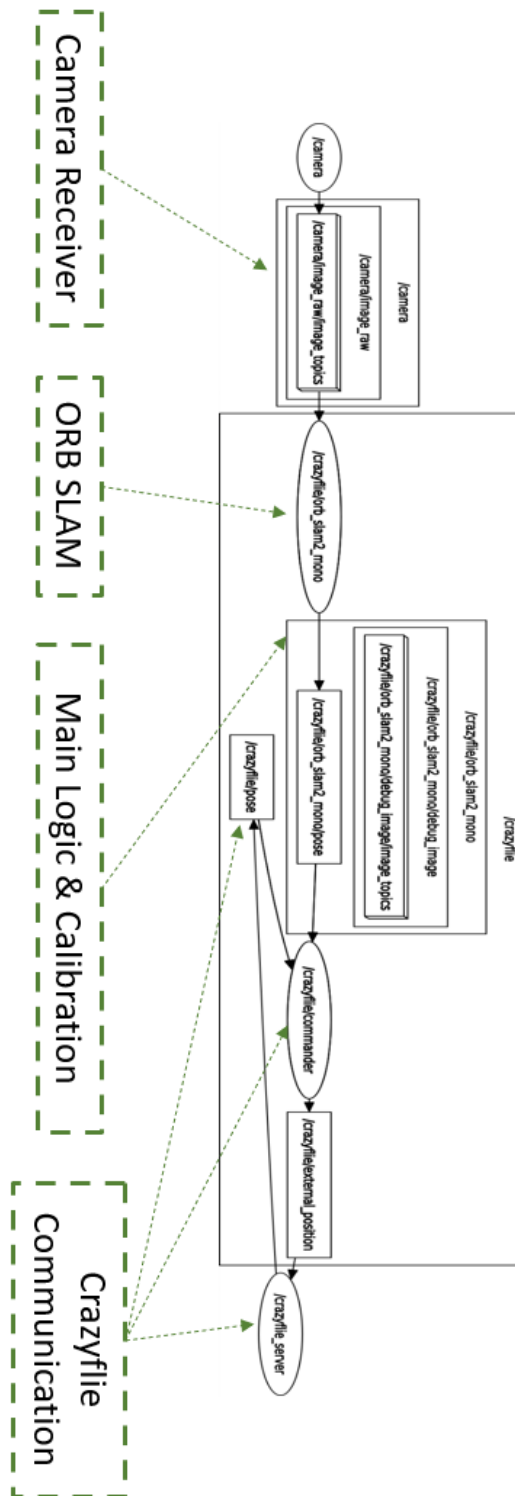 /camera
/camera
/camera/image_raw
/camera/image_raw/image_topics
/crazyflie
/crazyflie/orb_slam2_mono
/crazyflie/orb_slam2_mono
/crazyflie/orb_slam2_mono/debug_image
/crazyflie/orb_slam2_mono/debug_image/image_topics
/crazyflie/orb_slam2_mono/pose
/crazyflie/pose
/crazyflie/commander
/crazyflie/external_position
/crazyflie_server
Camera Receiver
ORB SLAM
Main Logic & Calibration
Crazyflie
Communication